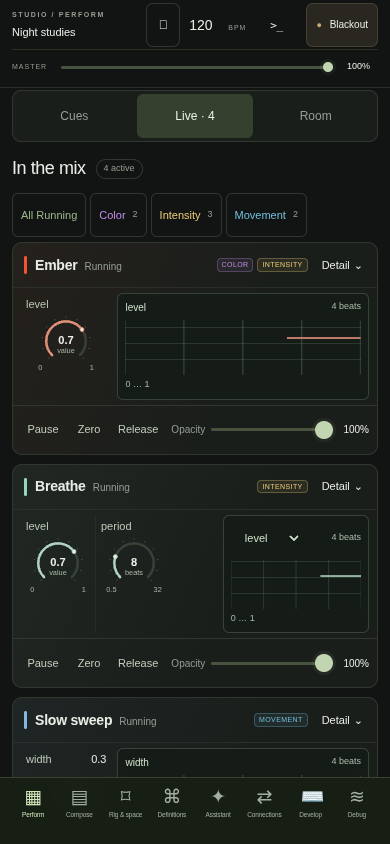 STUDIO / PERFORM
Night studies
120 BPM >_ Blackout
MASTER 100%
Cues Live · 4 Room
In the mix 4 active
All Running Color 2 Intensity 3 Movement 2
Ember Running COLOR INTENSITY Detail
level
0.7
value
0 1
level 4 beats
0 … 1
Pause Zero Release Opacity 100%
Breathe Running INTENSITY Detail
level
0.7
value
0 1
period
8
beats
0.5 32
level 4 beats
0 … 1
Pause Zero Release Opacity 100%
Slow sweep Running MOVEMENT Detail
width 0.3
width 4 beats
Perform Compose Rig & space Definitions Assistant Connections Develop Debug